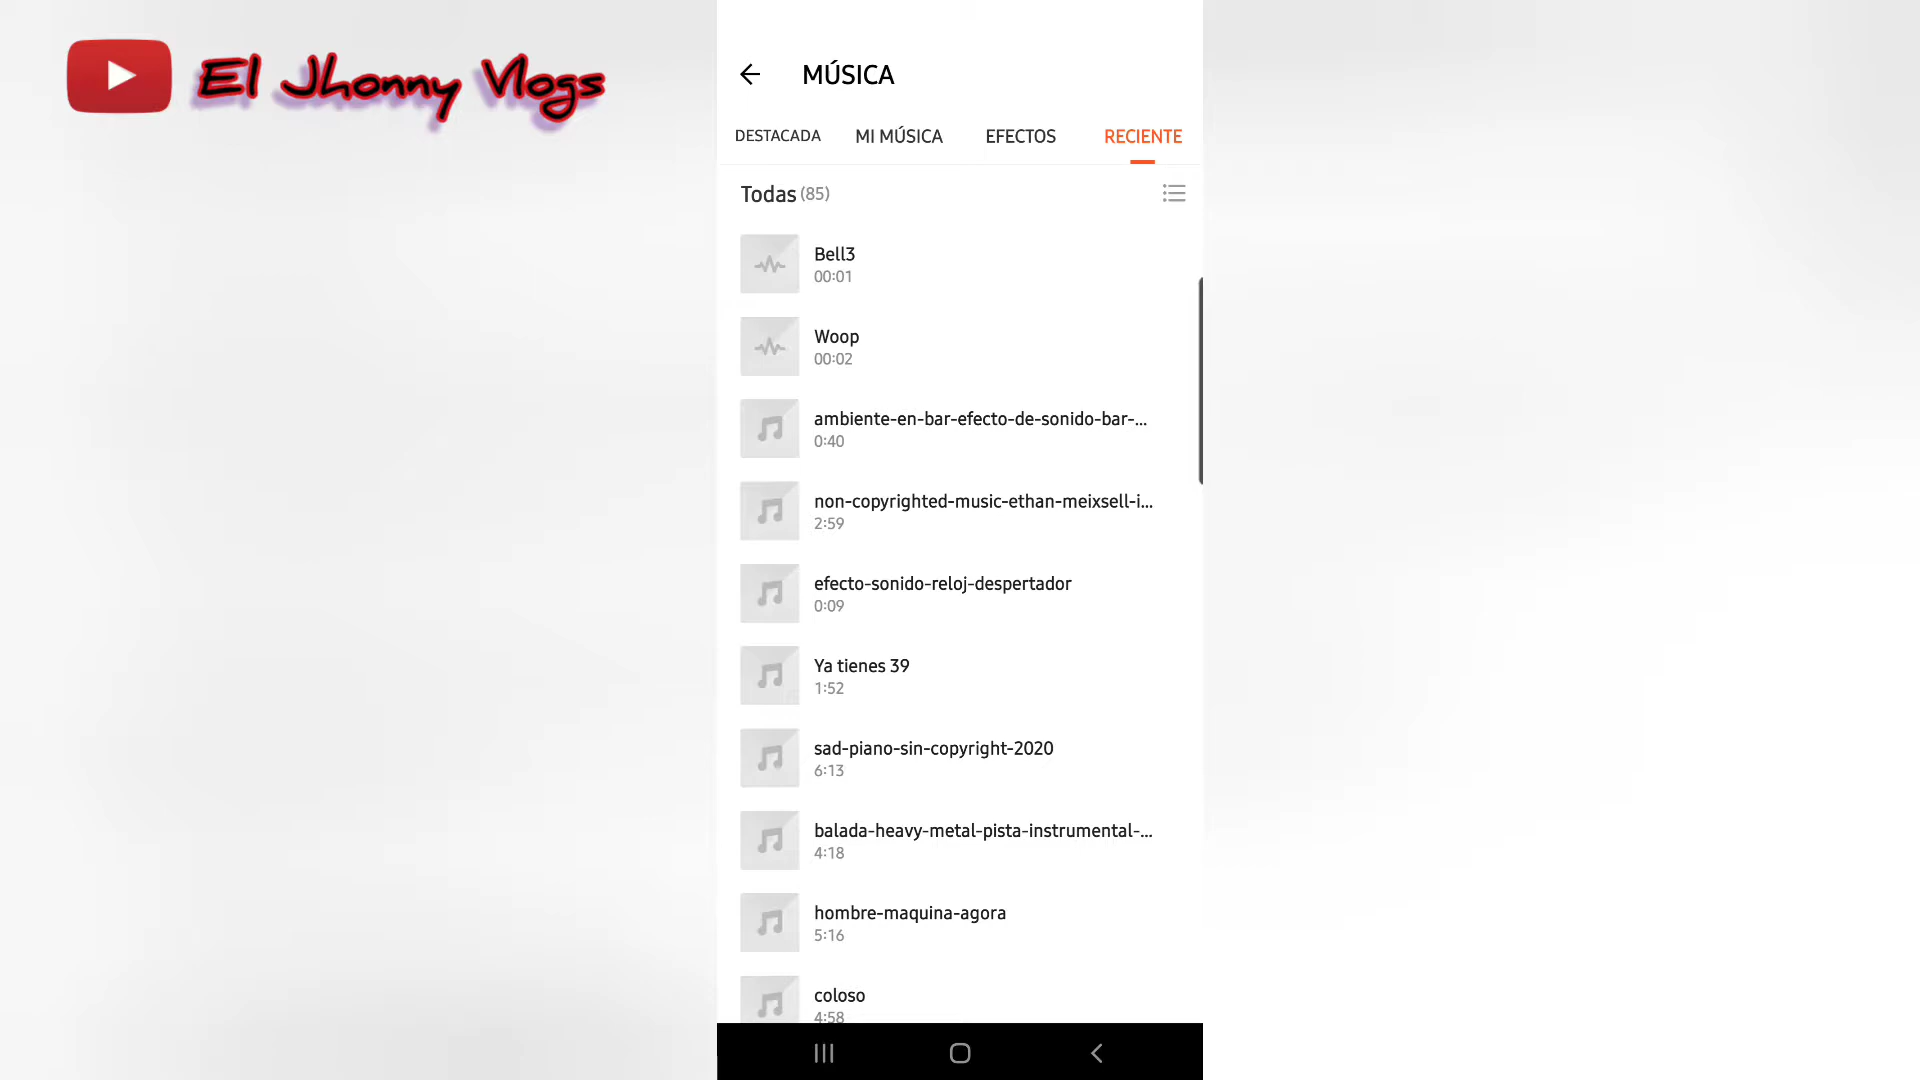 El Jhonny Vlogs
MÚSICA
DESTACADA MI MÚSICA EFECTOS RECIENTE
Todas (85)
Bell3
00:01
Woop
00:02
ambiente-en-bar-efecto-de-sonido-bar-...
0:40
non-copyrighted-music-ethan-meixsell-i...
2:59
efecto-sonido-reloj-despertador
0:09
Ya tienes 39
1:52
sad-piano-sin-copyright-2020
6:13
balada-heavy-metal-pista-instrumental-...
4:18
hombre-maquina-agora
5:16
coloso
4:58